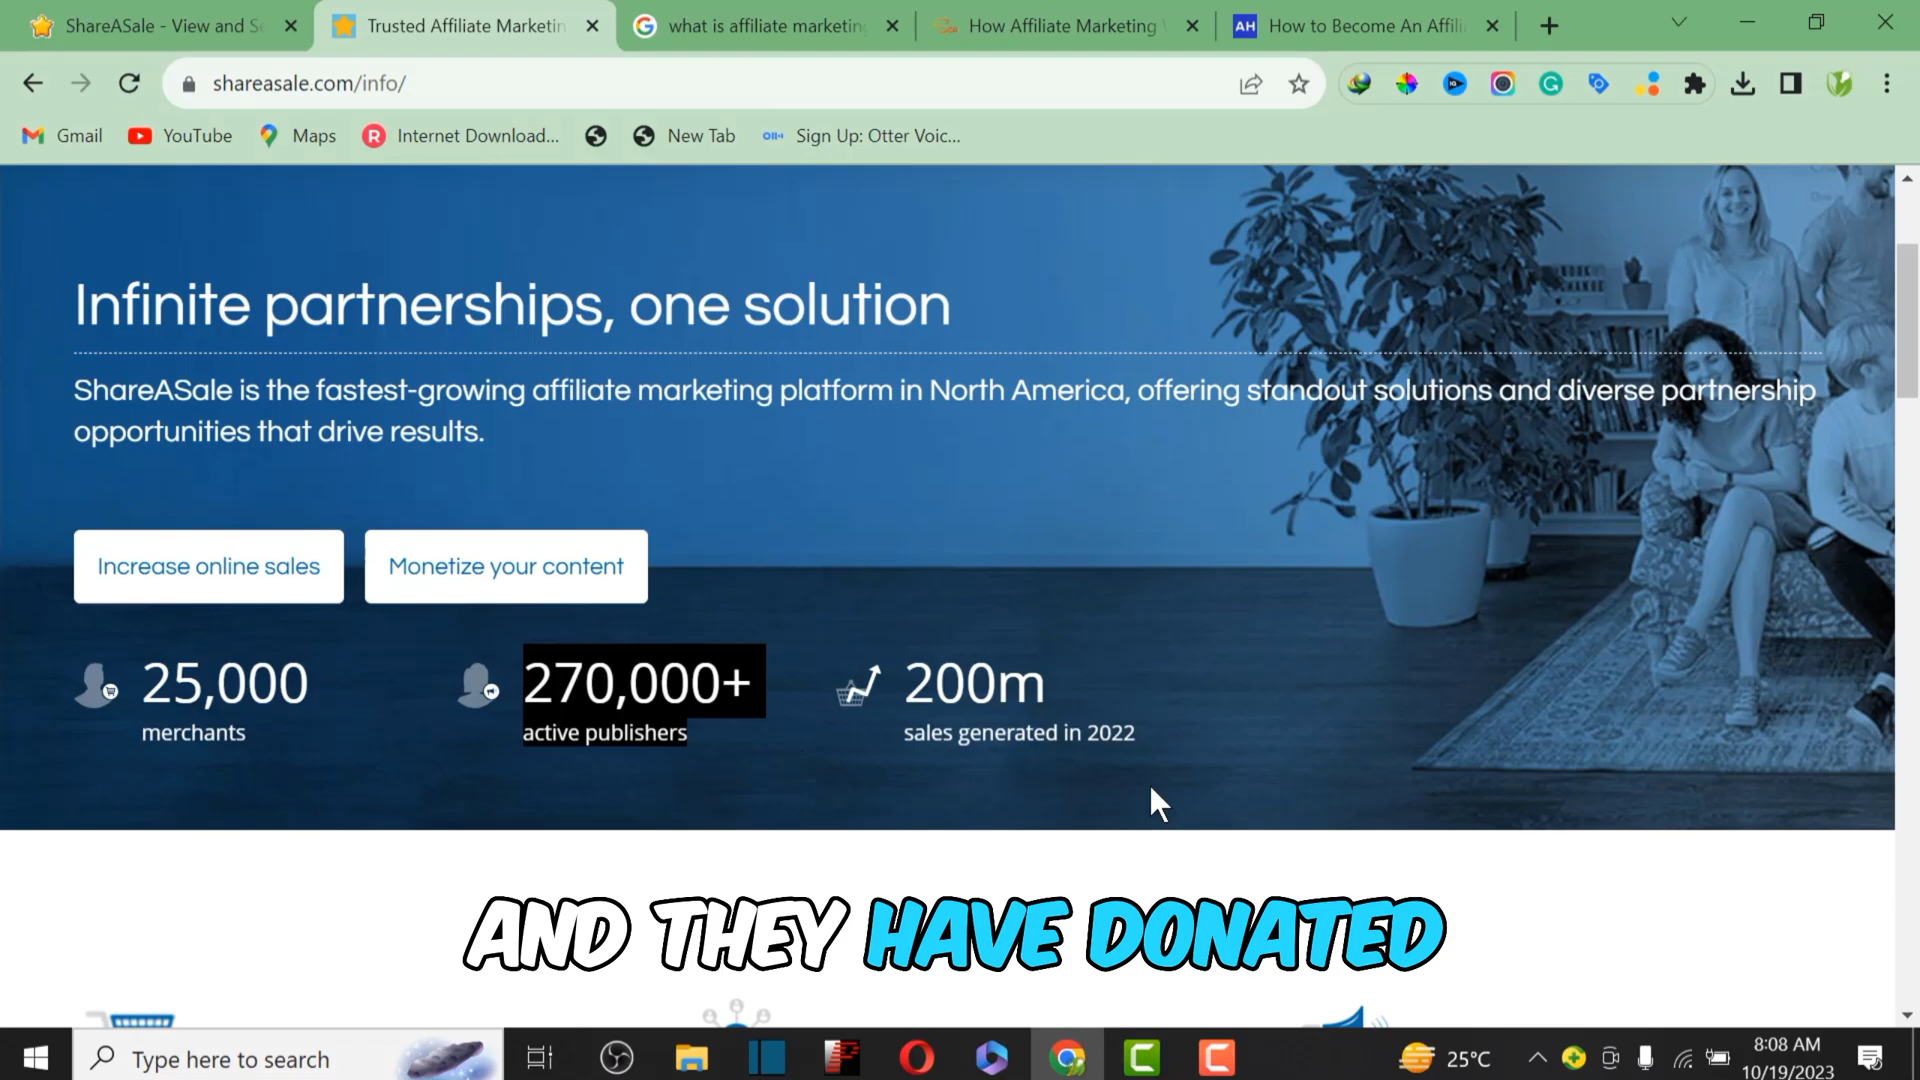 ShareASale - View and Se
Trusted Affiliate Marketin
what is affiliate marketing
How Affiliate Marketing
AH
How to Become An Affili
shareasale.com/info/
Gmail
YouTube
Maps
R
Internet Download...
New Tab
Sign Up: Otter Voic...
Infinite partnerships, one solution
ShareASale is the fastest-growing affiliate marketing platform in North America, offering standout solutions and diverse partnership
opportunities that drive results.
Increase online sales
Monetize your content
25,000
merchants
270,000+
active publishers
200m
sales generated in 2022
AND THEY HAVE DONATED
Type here to search
25°C
8:08 AM
10/19/2023